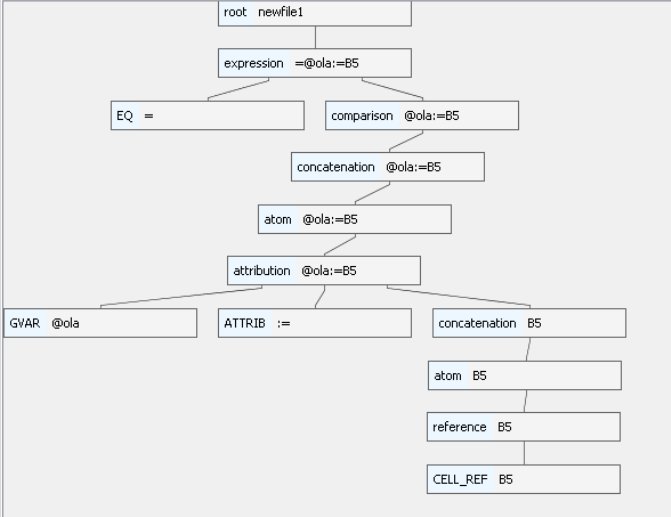 root newfile1
expression =@ola:=B5
EQ =
comparison @ola:=B5
concatenation @ola:=B5
atom @ola:=B5
attribution @ola:=B5
GVAR @ola
ATTRIB :=
concatenation B5
atom B5
reference B5
CELL_REF B5